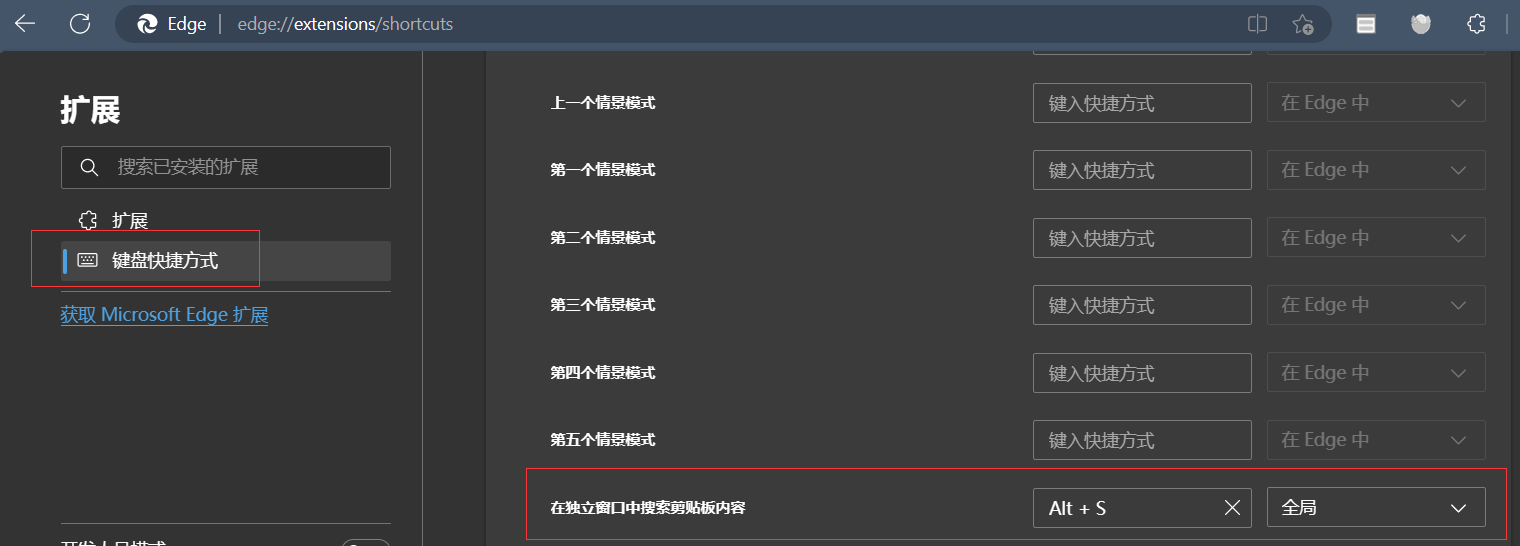 Edge | edge://extensions/shortcuts
扩展
搜索已安装的扩展
扩展
键盘快捷方式
获取 Microsoft Edge 扩展
开发人员模式
上一个情景模式 键入快捷方式 在 Edge 中
第一个情景模式 键入快捷方式 在 Edge 中
第二个情景模式 键入快捷方式 在 Edge 中
第三个情景模式 键入快捷方式 在 Edge 中
第四个情景模式 键入快捷方式 在 Edge 中
第五个情景模式 键入快捷方式 在 Edge 中
在独立窗口中搜索剪贴板内容 Alt + S 全局